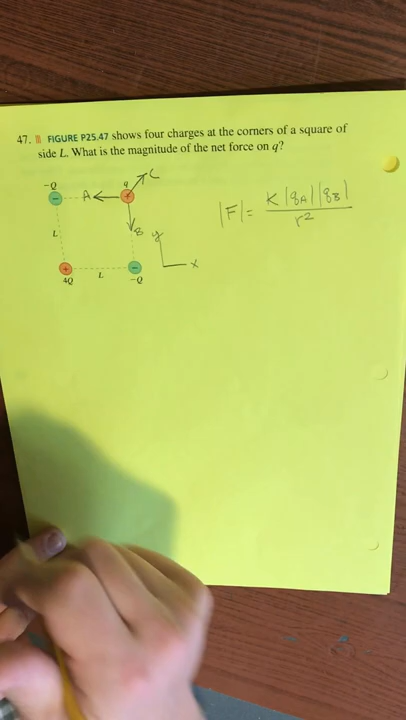 47. FIGURE P25.47 shows four charges at the corners of a square of
side L. What is the magnitude of the net force on q?
-Q
q
C
A
B
L
y
x
4Q
L
-Q
|F| = K |qA| |qB| / r²